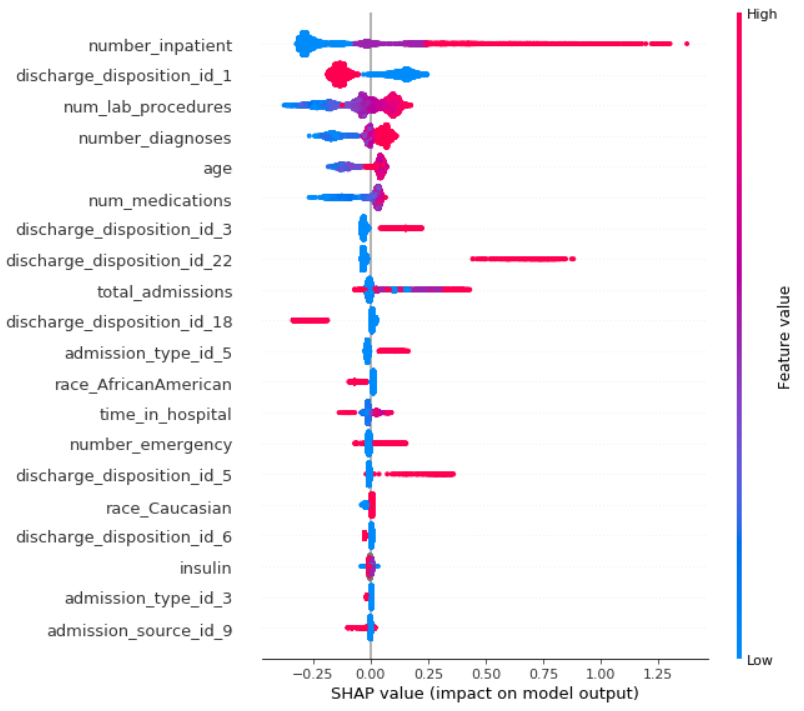 High
number_inpatient
discharge_disposition_id_1
num_lab_procedures
number_diagnoses
age
num_medications
discharge_disposition_id_3
discharge_disposition_id_22
total_admissions
discharge_disposition_id_18
admission_type_id_5
race_AfricanAmerican
time_in_hospital
number_emergency
discharge_disposition_id_5
race_Caucasian
discharge_disposition_id_6
insulin
admission_type_id_3
admission_source_id_9
Feature value
Low
−0.25 0.00 0.25 0.50 0.75 1.00 1.25
SHAP value (impact on model output)